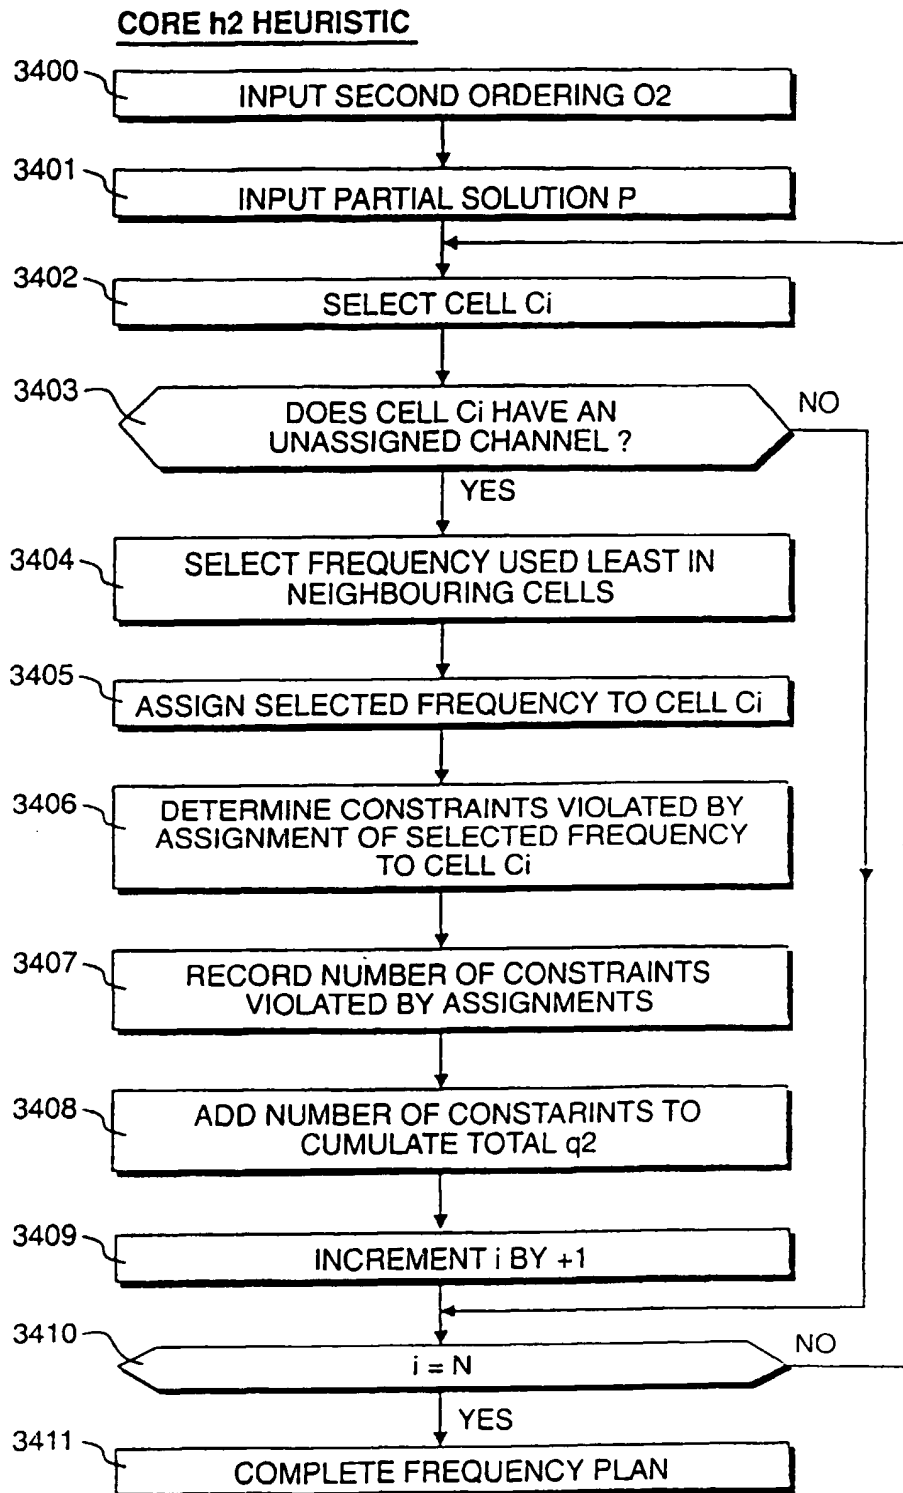 CORE h2 HEURISTIC
3400
INPUT SECOND ORDERING O2
3401
INPUT PARTIAL SOLUTION P
3402
SELECT CELL Ci
3403
DOES CELL Ci HAVE AN
UNASSIGNED CHANNEL ?
NO
YES
3404
SELECT FREQUENCY USED LEAST IN
NEIGHBOURING CELLS
3405
ASSIGN SELECTED FREQUENCY TO CELL Ci
3406
DETERMINE CONSTRAINTS VIOLATED BY
ASSIGNMENT OF SELECTED FREQUENCY
TO CELL Ci
3407
RECORD NUMBER OF CONSTRAINTS
VIOLATED BY ASSIGNMENTS
3408
ADD NUMBER OF CONSTARINTS TO
CUMULATE TOTAL q2
3409
INCREMENT i BY +1
3410
i = N
NO
YES
3411
COMPLETE FREQUENCY PLAN